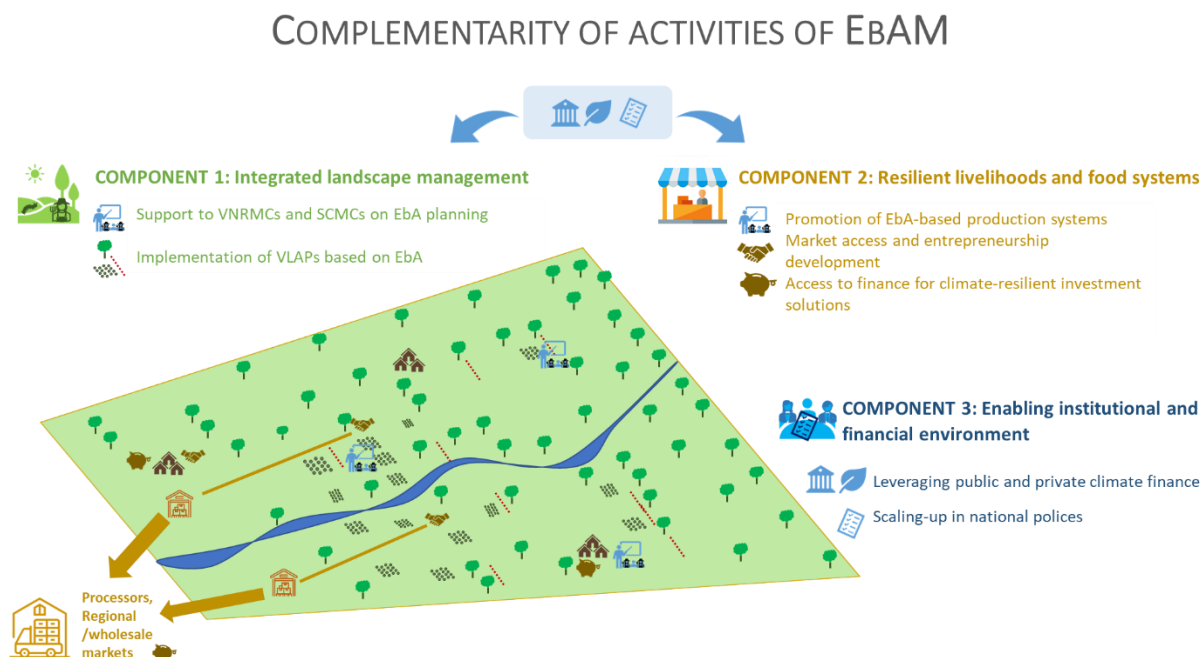 COMPLEMENTARITY OF ACTIVITIES OF EBAM
COMPONENT 1: Integrated landscape management
Support to VNRMCs and SCMCs on EbA planning
Implementation of VLAPs based on EbA
COMPONENT 2: Resilient livelihoods and food systems
Promotion of EbA-based production systems
Market access and entrepreneurship
development
Access to finance for climate-resilient investment
solutions
COMPONENT 3: Enabling institutional and
financial environment
Leveraging public and private climate finance
Scaling-up in national polices
Processors,
Regional
/wholesale
markets